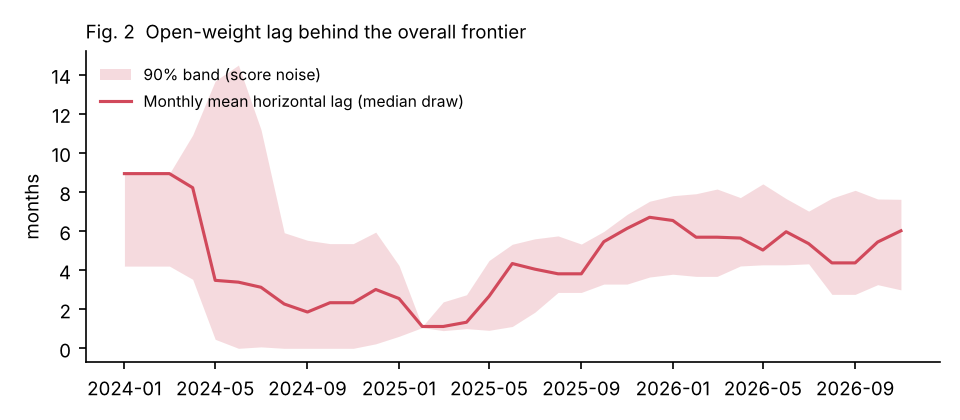 Fig. 2  Open-weight lag behind the overall frontier
90% band (score noise)
Monthly mean horizontal lag (median draw)
months
14
12
10
8
6
4
2
0
2024-01 2024-05 2024-09 2025-01 2025-05 2025-09 2026-01 2026-05 2026-09